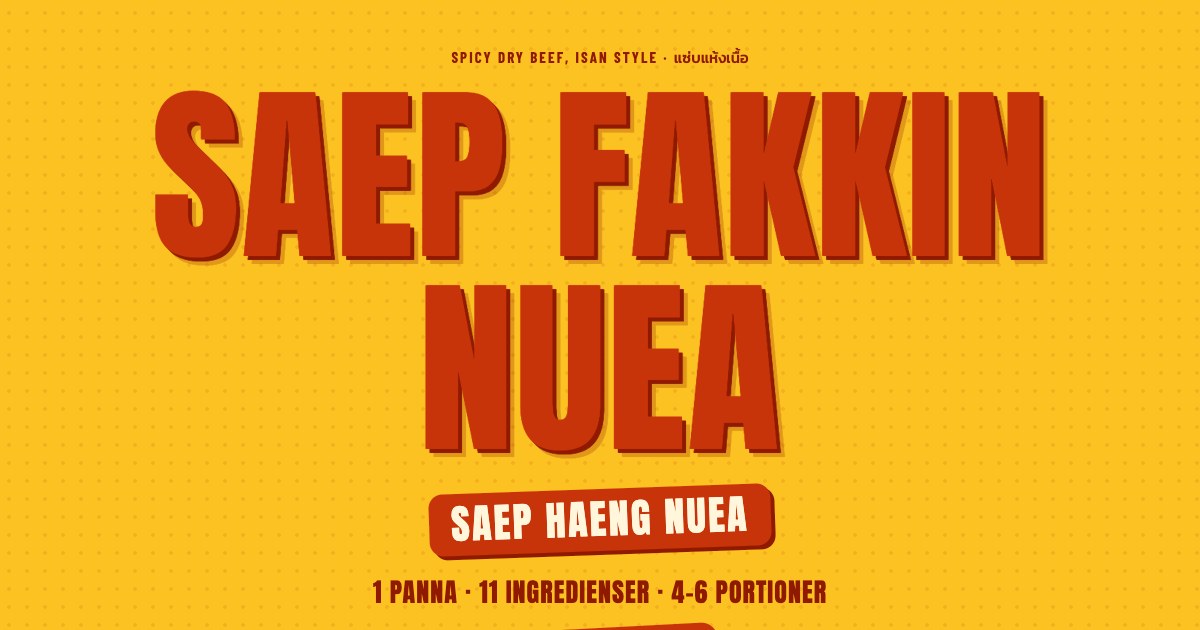 SPICY DRY BEEF, ISAN STYLE · แซ่บแห้งเนื้อ
SAEP FAKKIN
NUEA
SAEP HAENG NUEA
1 PANNA · 11 INGREDIENSER · 4-6 PORTIONER